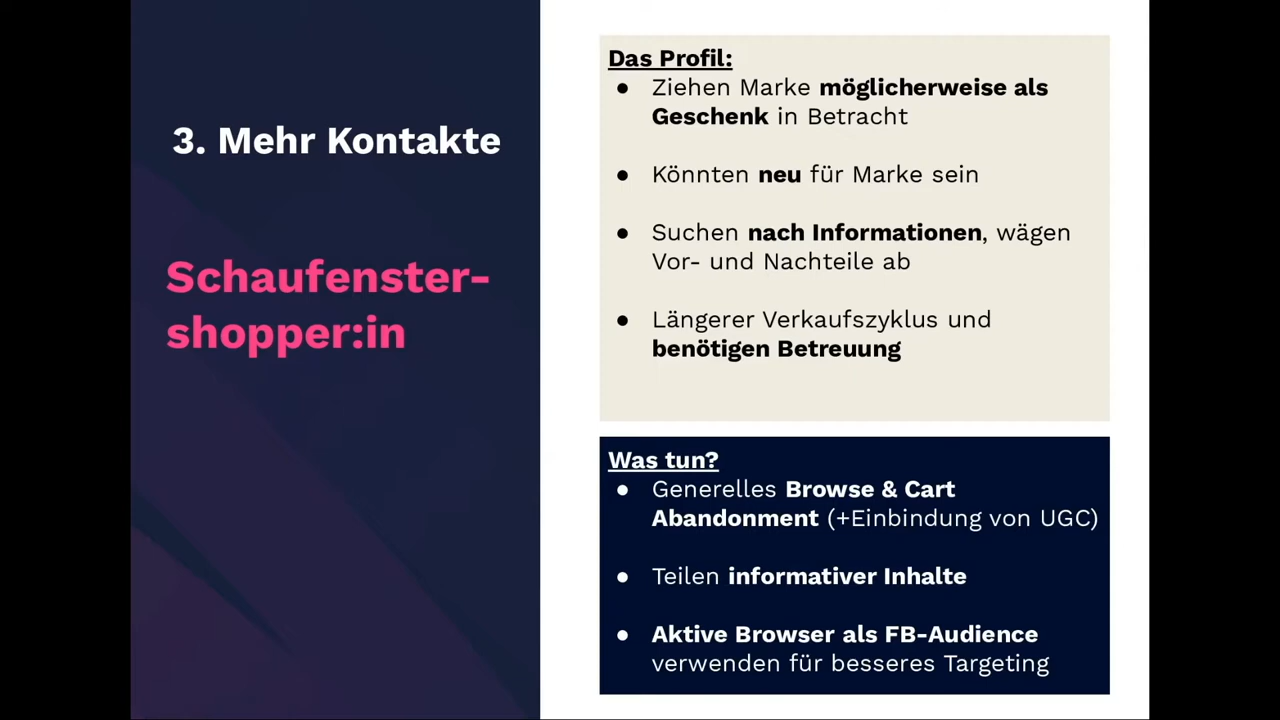 3. Mehr Kontakte
Schaufenster-
shopper:in
Das Profil:
● Ziehen Marke möglicherweise als
Geschenk in Betracht
● Könnten neu für Marke sein
● Suchen nach Informationen, wägen
Vor- und Nachteile ab
● Längerer Verkaufszyklus und
benötigen Betreuung
Was tun?
● Generelles Browse & Cart
Abandonment (+Einbindung von UGC)
● Teilen informativer Inhalte
● Aktive Browser als FB-Audience
verwenden für besseres Targeting